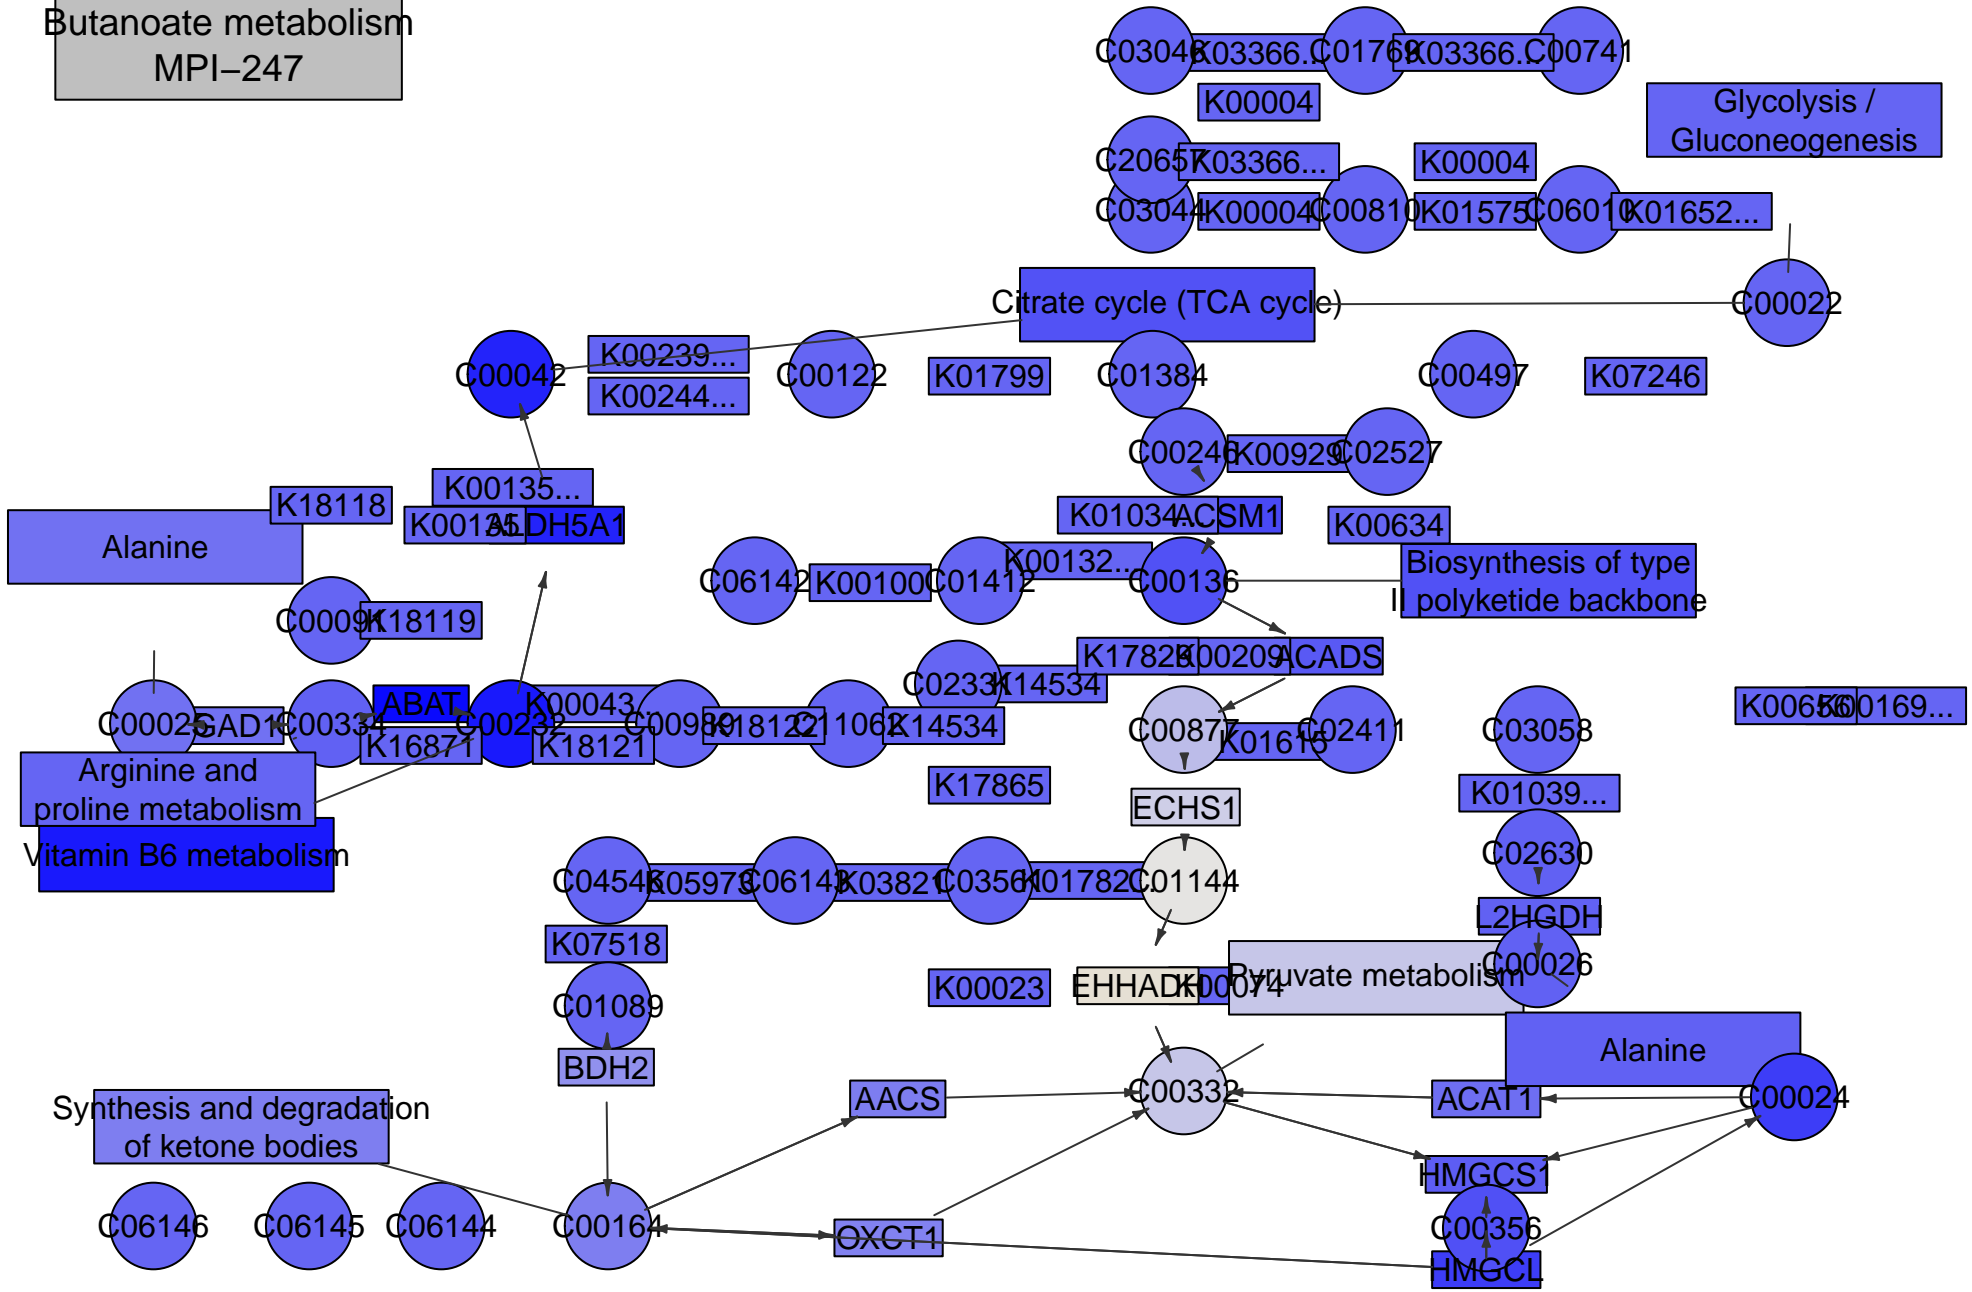 Butanoate metabolism
MPI−247
C03046
K03366...
C01769
K03366...
C00741
K00004
Glycolysis /
Gluconeogenesis
C20657
K03366...
K00004
C03044
K00004
C00810
K01575
C06010
K01652...
Citrate cycle (TCA cycle)
C00022
C00042
K00239...
K00244...
C00122
K01799
C01384
C00497
K07246
C00246
K00929
C02527
K18118
K00135...
K00135
ALDH5A1
K01034...
ACSM1
K00634
Alanine
C06142
K00100
C01412
K00132...
C00136
Biosynthesis of type
II polyketide backbone
C00091
K18119
K17829
K00209
ACADS
C02331
K14534
C00025
GAD1
C00334
ABAT
K16871
C00232
K00043...
K18121
C00989
K18122
C11062
K14534
C00877
K01615
C02411
C03058
K00656
K00169...
Arginine and
proline metabolism
K17865
ECHS1
K01039...
Vitamin B6 metabolism
C04546
K05973
C06143
K03821
C03561
K01782...
C01144
C02630
K07518
L2HGDH
C01089
K00023
EHHADH
K00074
Pyruvate metabolism
C00026
BDH2
Alanine
Synthesis and degradation
of ketone bodies
AACS
C00332
ACAT1
C00024
HMGCS1
C06146
C06145
C06144
C00164
OXCT1
C00356
HMGCL